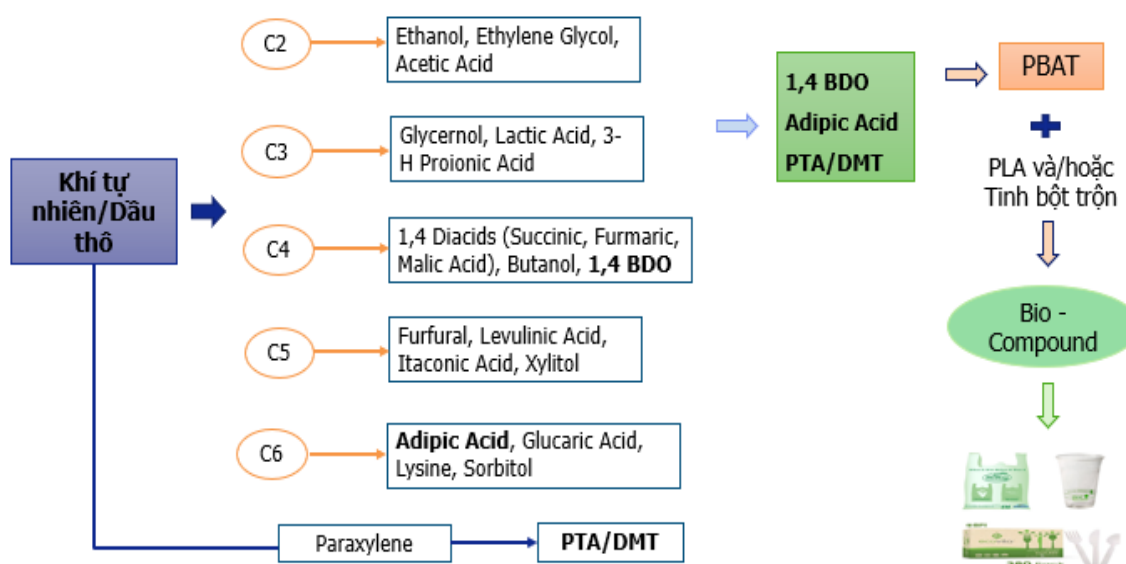 Khí tự
nhiên/Dầu
thô
C2
Ethanol, Ethylene Glycol,
Acetic Acid
C3
Glycernol, Lactic Acid, 3-
H Proionic Acid
C4
1,4 Diacids (Succinic, Furmaric,
Malic Acid), Butanol, 1,4 BDO
C5
Furfural, Levulinic Acid,
Itaconic Acid, Xylitol
C6
Adipic Acid, Glucaric Acid,
Lysine, Sorbitol
Paraxylene
PTA/DMT
1,4 BDO
Adipic Acid
PTA/DMT
PBAT
PLA và/hoặc
Tinh bột trộn
Bio -
Compound